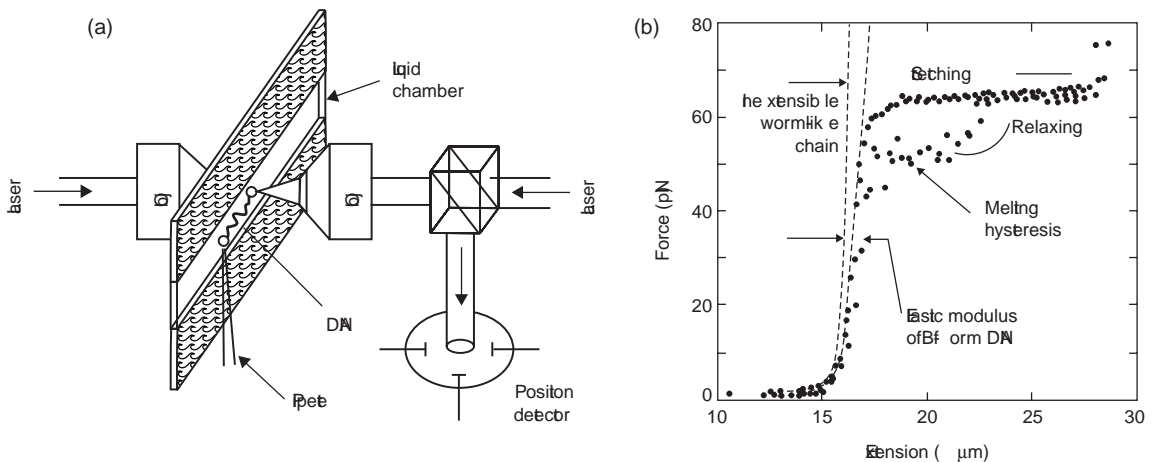 (a)
Liquid
chamber
laser
laser
DNA
Pipette
Position
detector
(b)
80
60
40
20
0
Force (pN)
10
15
20
25
30
Extension ( μm)
Stretching
Inextensible
wormlike
chain
Relaxing
Melting
hysteresis
Elastic modulus
of B-form DNA